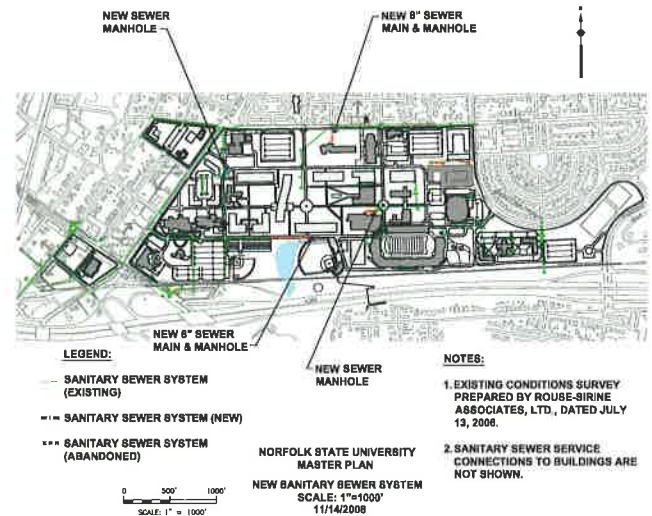 NEW SEWER
MANHOLE
NEW 8" SEWER
MAIN & MANHOLE
NEW 6" SEWER
MAIN & MANHOLE
NEW SEWER
MANHOLE
LEGEND:
SANITARY SEWER SYSTEM
(EXISTING)
SANITARY SEWER SYSTEM (NEW)
SANITARY SEWER SYSTEM
(ABANDONED)
0 500' 1000'
SCALE: 1" = 1000'
NORFOLK STATE UNIVERSITY
MASTER PLAN
NEW SANITARY SEWER SYSTEM
SCALE: 1"=1000'
11/14/2008
NOTES:
1. EXISTING CONDITIONS SURVEY
PREPARED BY ROUSE-SIRINE
ASSOCIATES, LTD., DATED JULY
13, 2006.
2. SANITARY SEWER SERVICE
CONNECTIONS TO BUILDINGS ARE
NOT SHOWN.